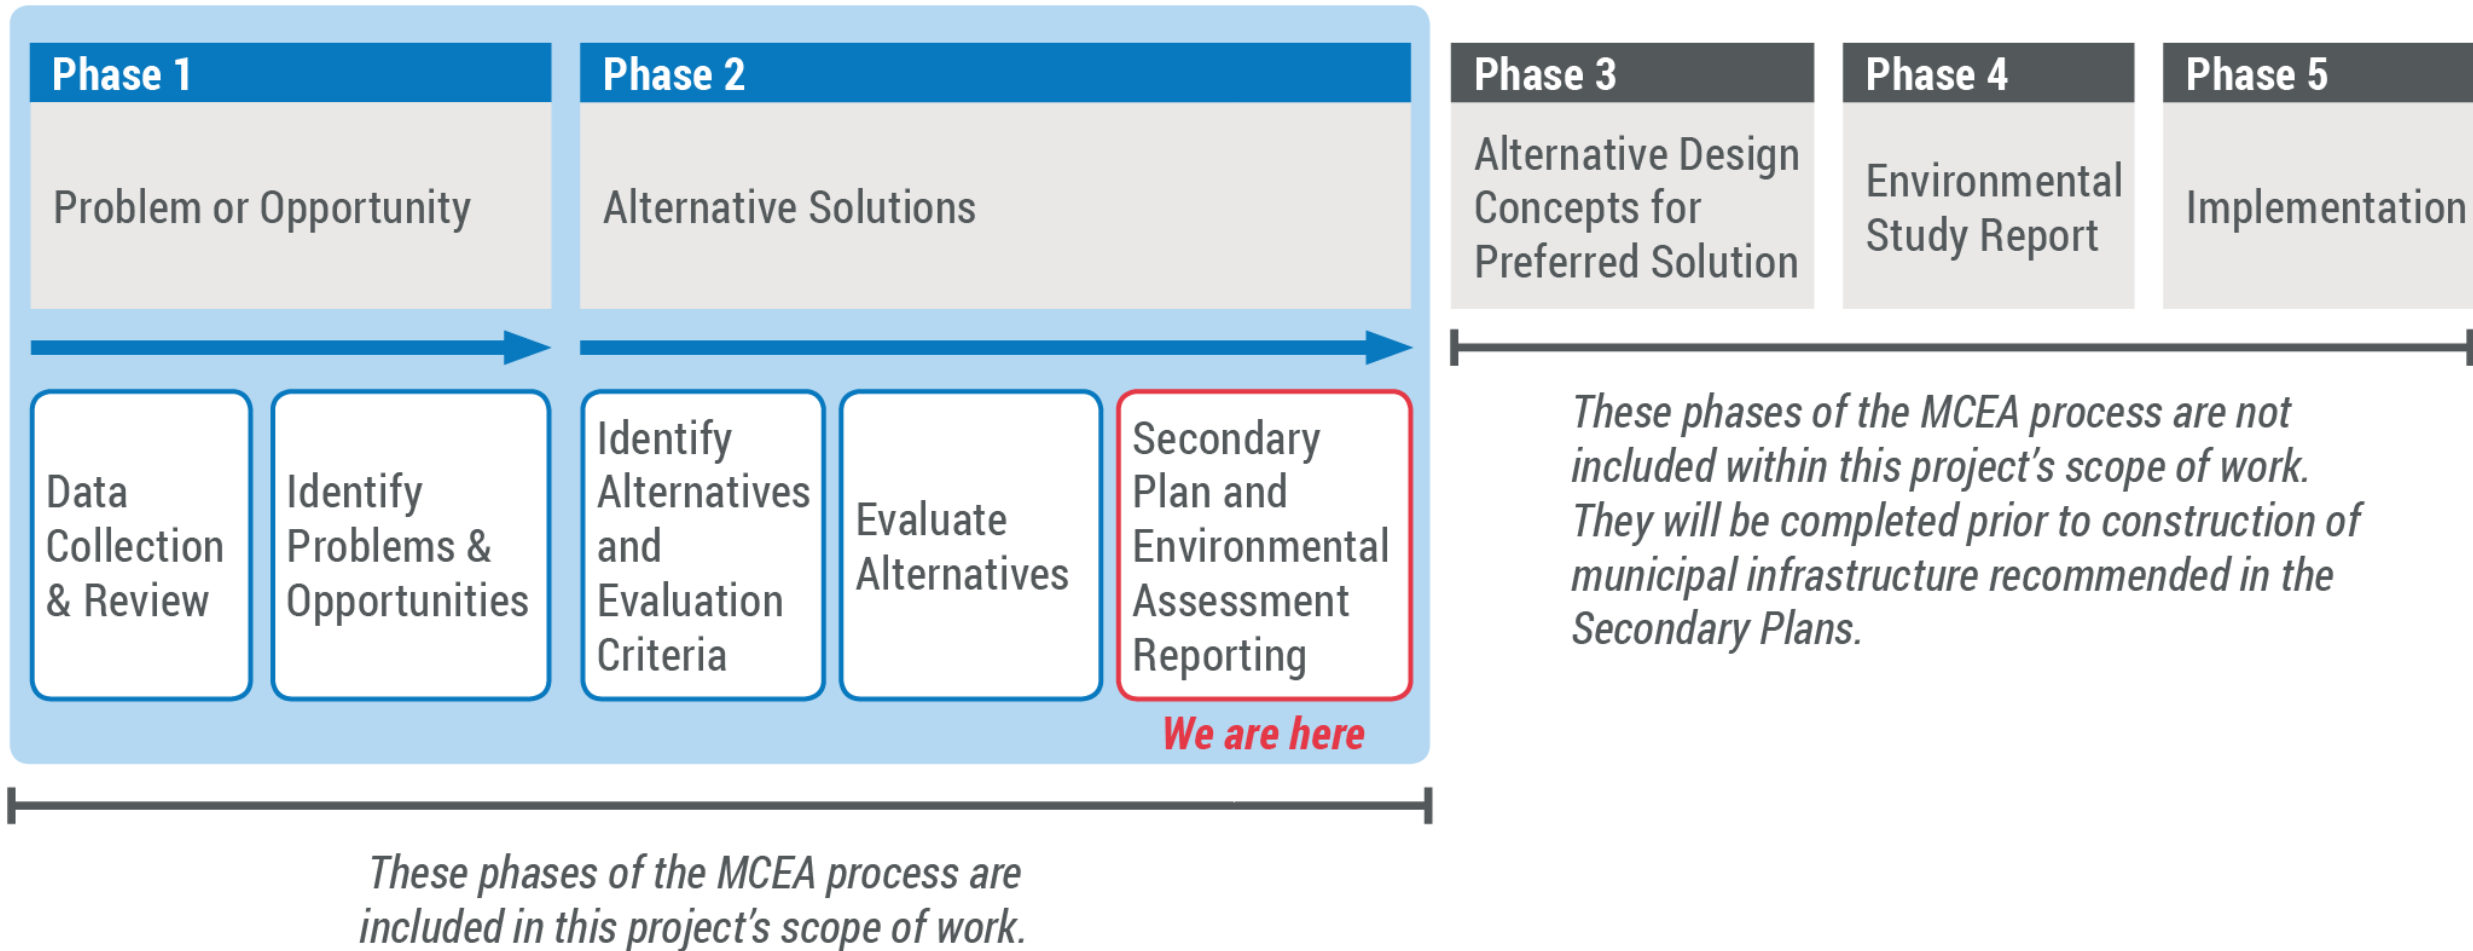 Phase 1
Problem or Opportunity
Phase 2
Alternative Solutions
Phase 3
Alternative Design
Concepts for
Preferred Solution
Phase 4
Environmental
Study Report
Phase 5
Implementation
Data
Collection
& Review
Identify
Problems &
Opportunities
Identify
Alternatives
and
Evaluation
Criteria
Evaluate
Alternatives
Secondary
Plan and
Environmental
Assessment
Reporting
We are here
These phases of the MCEA process are not
included within this project's scope of work.
They will be completed prior to construction of
municipal infrastructure recommended in the
Secondary Plans.
These phases of the MCEA process are
included in this project's scope of work.